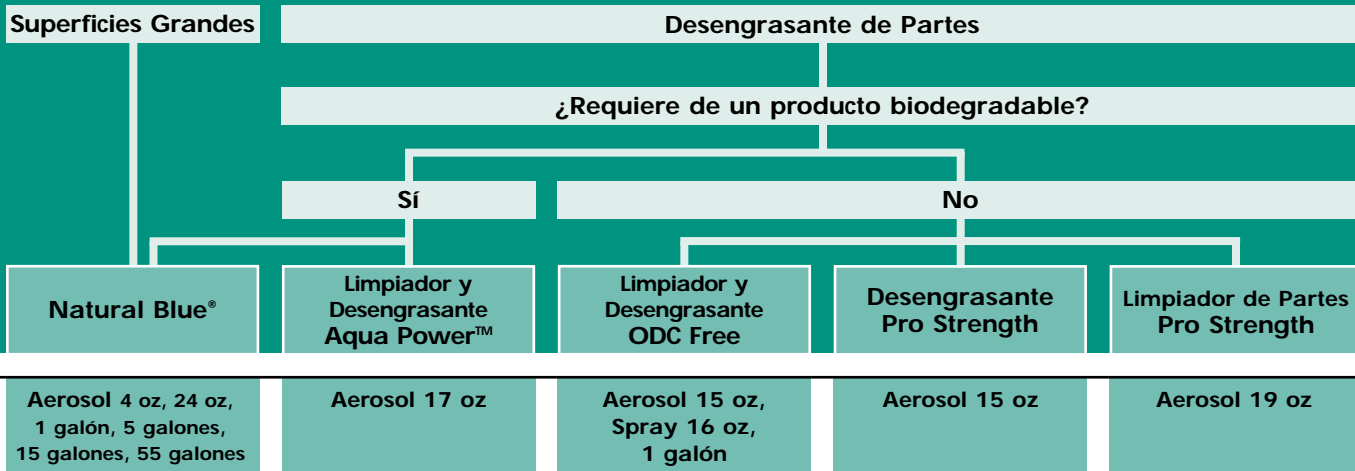 Superficies Grandes
Desengrasante de Partes
¿Requiere de un producto biodegradable?
Sí
No
Natural Blue®
Limpiador y
Desengrasante
Aqua Power™
Limpiador y
Desengrasante
ODC Free
Desengrasante
Pro Strength
Limpiador de Partes
Pro Strength
Aerosol 4 oz, 24 oz,
1 galón, 5 galones,
15 galones, 55 galones
Aerosol 17 oz
Aerosol 15 oz,
Spray 16 oz,
1 galón
Aerosol 15 oz
Aerosol 19 oz